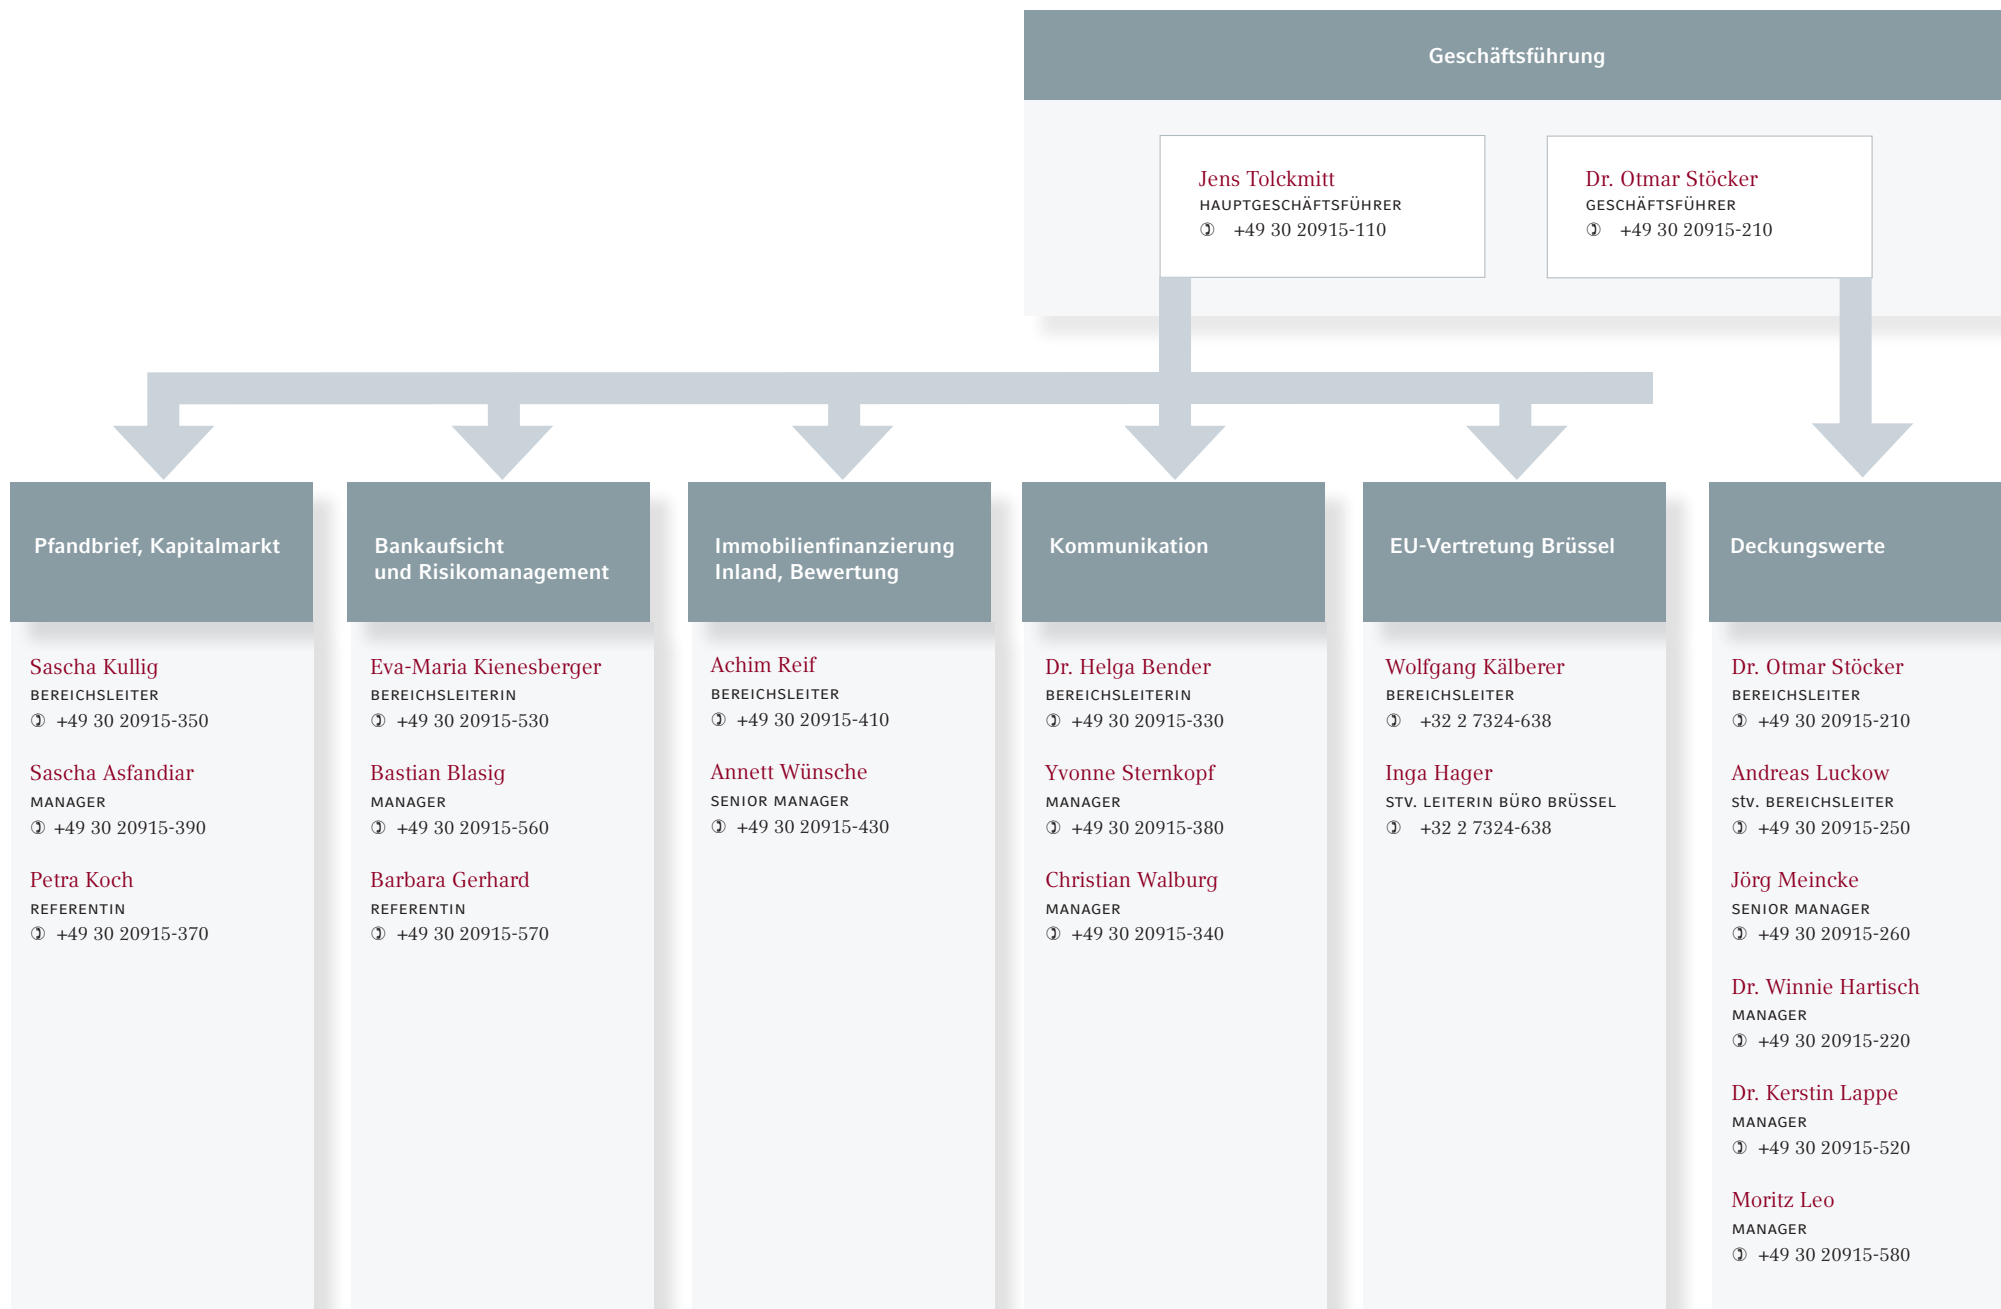 Geschäftsführung
Jens Tolckmitt
HAUPTGESCHÄFTSFÜHRER
✆ +49 30 20915-110
Dr. Otmar Stöcker
GESCHÄFTSFÜHRER
✆ +49 30 20915-210
Pfandbrief, Kapitalmarkt
Sascha Kullig
BEREICHSLEITER
✆ +49 30 20915-350
Sascha Asfandiar
MANAGER
✆ +49 30 20915-390
Petra Koch
REFERENTIN
✆ +49 30 20915-370
Bankaufsicht
und Risikomanagement
Eva-Maria Kienesberger
BEREICHSLEITERIN
✆ +49 30 20915-530
Bastian Blasig
MANAGER
✆ +49 30 20915-560
Barbara Gerhard
REFERENTIN
✆ +49 30 20915-570
Immobilienfinanzierung
Inland, Bewertung
Achim Reif
BEREICHSLEITER
✆ +49 30 20915-410
Annett Wünsche
SENIOR MANAGER
✆ +49 30 20915-430
Kommunikation
Dr. Helga Bender
BEREICHSLEITERIN
✆ +49 30 20915-330
Yvonne Sternkopf
MANAGER
✆ +49 30 20915-380
Christian Walburg
MANAGER
✆ +49 30 20915-340
EU-Vertretung Brüssel
Wolfgang Kälberer
BEREICHSLEITER
✆ +32 2 7324-638
Inga Hager
STV. LEITERIN BÜRO BRÜSSEL
✆ +32 2 7324-638
Deckungswerte
Dr. Otmar Stöcker
BEREICHSLEITER
✆ +49 30 20915-210
Andreas Luckow
stv. BEREICHSLEITER
✆ +49 30 20915-250
Jörg Meincke
SENIOR MANAGER
✆ +49 30 20915-260
Dr. Winnie Hartisch
MANAGER
✆ +49 30 20915-220
Dr. Kerstin Lappe
MANAGER
✆ +49 30 20915-520
Moritz Leo
MANAGER
✆ +49 30 20915-580